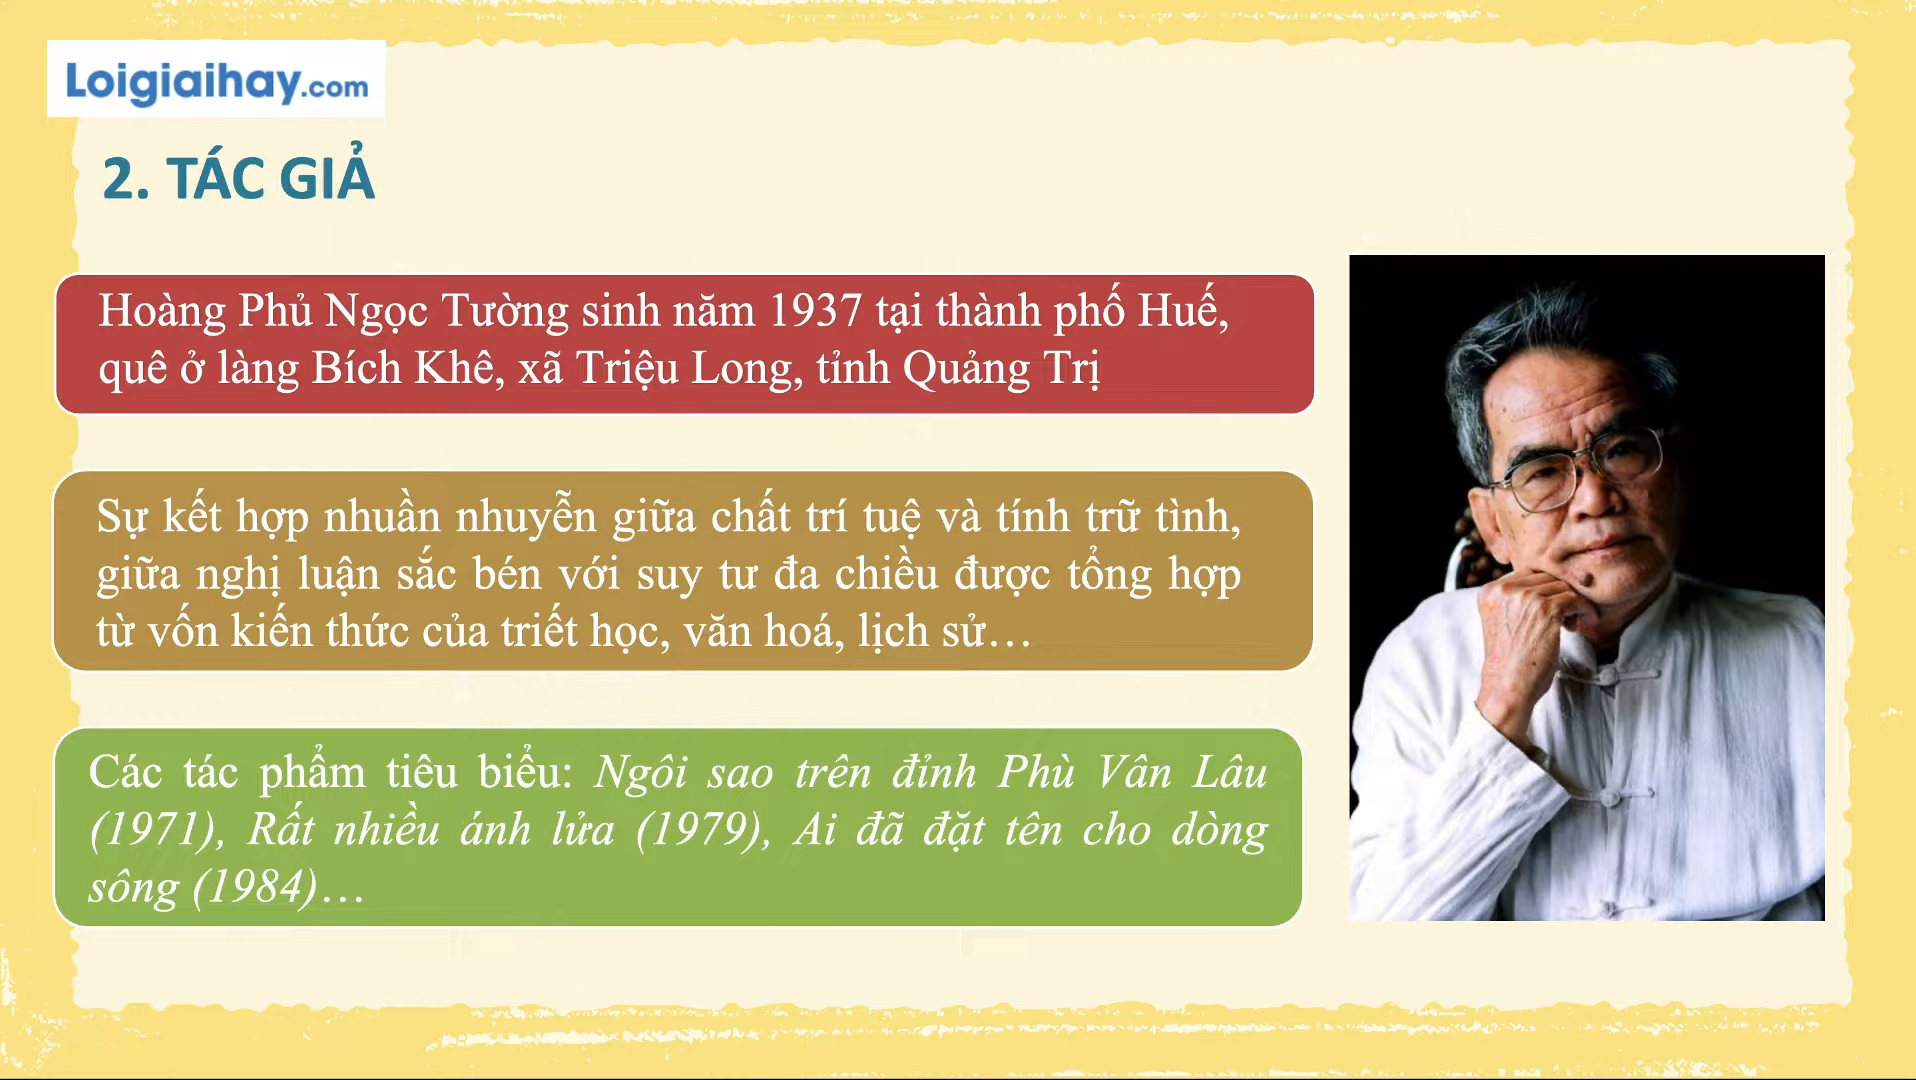 Loigiaihay.com
2. TÁC GIẢ
Hoàng Phủ Ngọc Tường sinh năm 1937 tại thành phố Huế,
quê ở làng Bích Khê, xã Triệu Long, tỉnh Quảng Trị
Sự kết hợp nhuần nhuyễn giữa chất trí tuệ và tính trữ tình,
giữa nghị luận sắc bén với suy tư đa chiều được tổng hợp
từ vốn kiến thức của triết học, văn hoá, lịch sử…
Các tác phẩm tiêu biểu: Ngôi sao trên đỉnh Phù Vân Lâu
(1971), Rất nhiều ánh lửa (1979), Ai đã đặt tên cho dòng
sông (1984)…